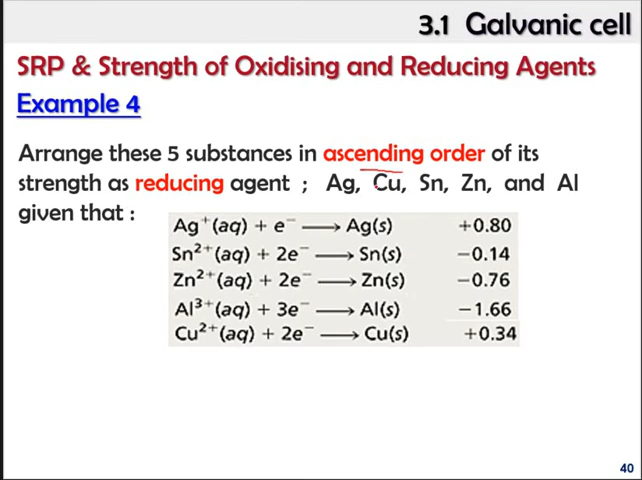 3.1 Galvanic cell
SRP & Strength of Oxidising and Reducing Agents
Example 4
Arrange these 5 substances in ascending order of its
strength as reducing agent ; Ag, Cu, Sn, Zn, and Al
given that :
Ag⁺(aq) + e⁻ ⟶ Ag(s) +0.80
Sn²⁺(aq) + 2e⁻ ⟶ Sn(s) −0.14
Zn²⁺(aq) + 2e⁻ ⟶ Zn(s) −0.76
Al³⁺(aq) + 3e⁻ ⟶ Al(s) −1.66
Cu²⁺(aq) + 2e⁻ ⟶ Cu(s) +0.34
40